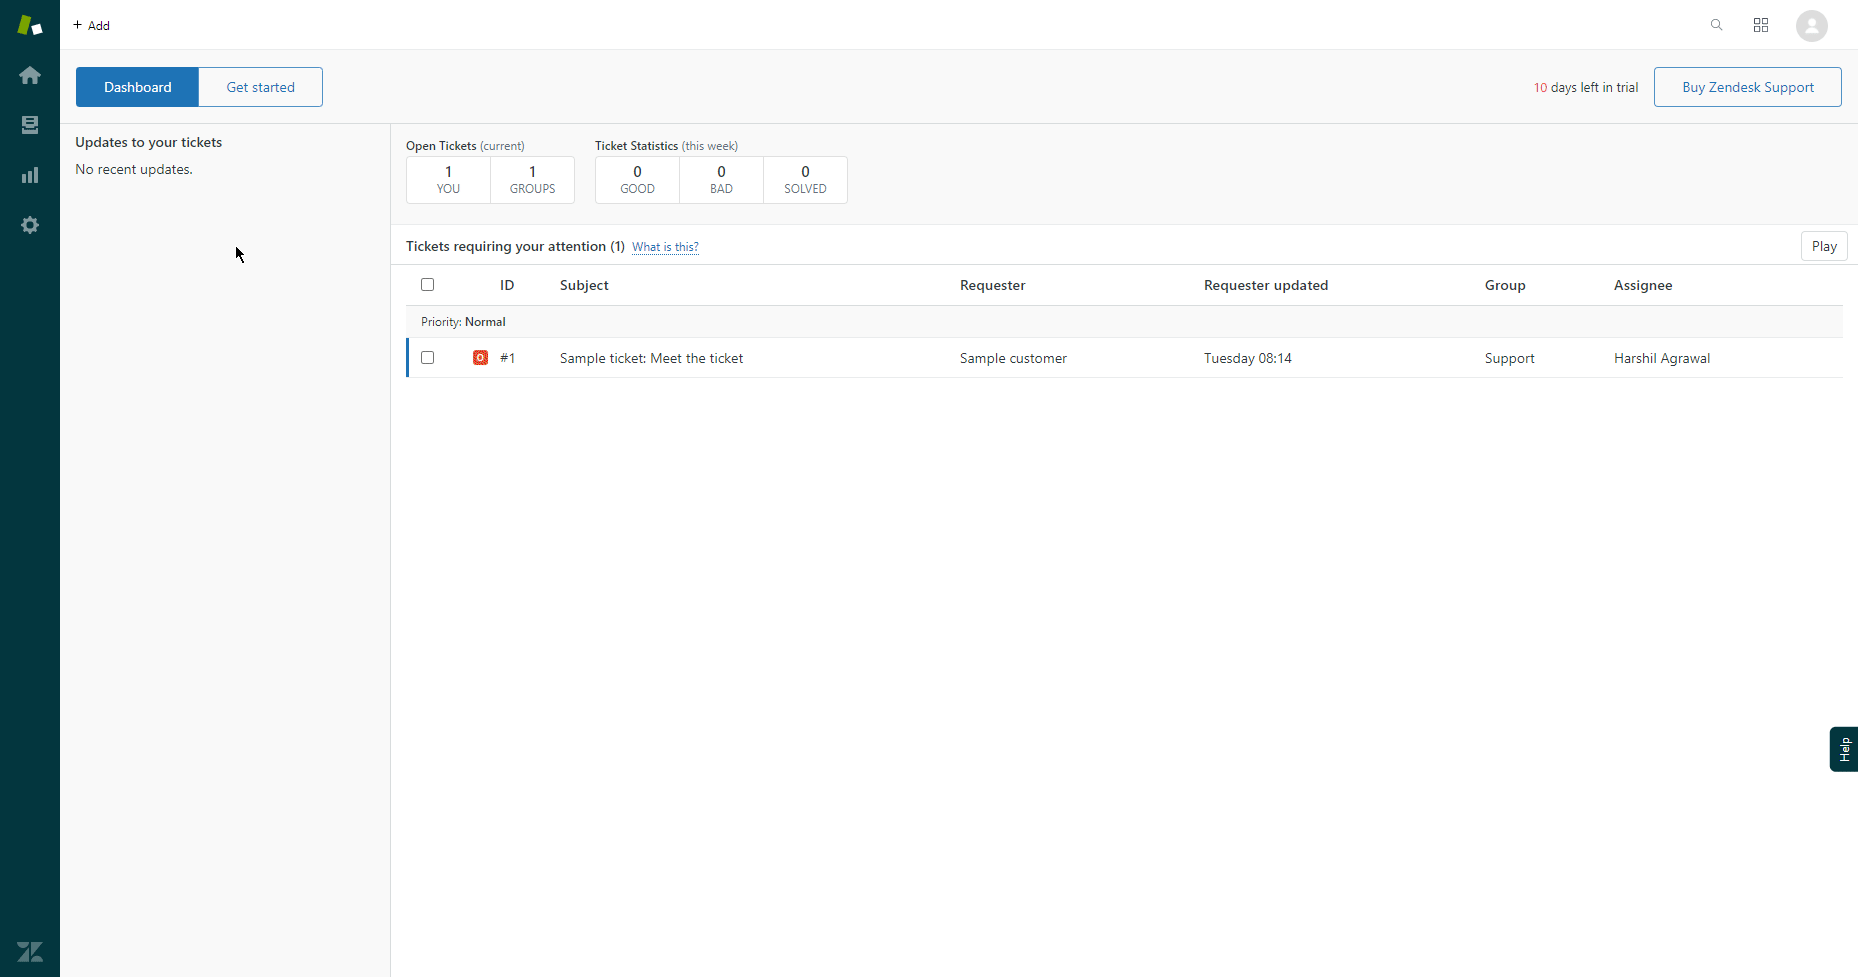 + Add
Dashboard
Get started
10 days left in trial
Buy Zendesk Support
Updates to your tickets
No recent updates.
Open Tickets (current)
1
YOU
1
GROUPS
Ticket Statistics (this week)
0
GOOD
0
BAD
0
SOLVED
Tickets requiring your attention (1) What is this?
Play
ID Subject Requester Requester updated Group Assignee
Priority: Normal
O #1 Sample ticket: Meet the ticket Sample customer Tuesday 08:14 Support Harshil Agrawal
Help